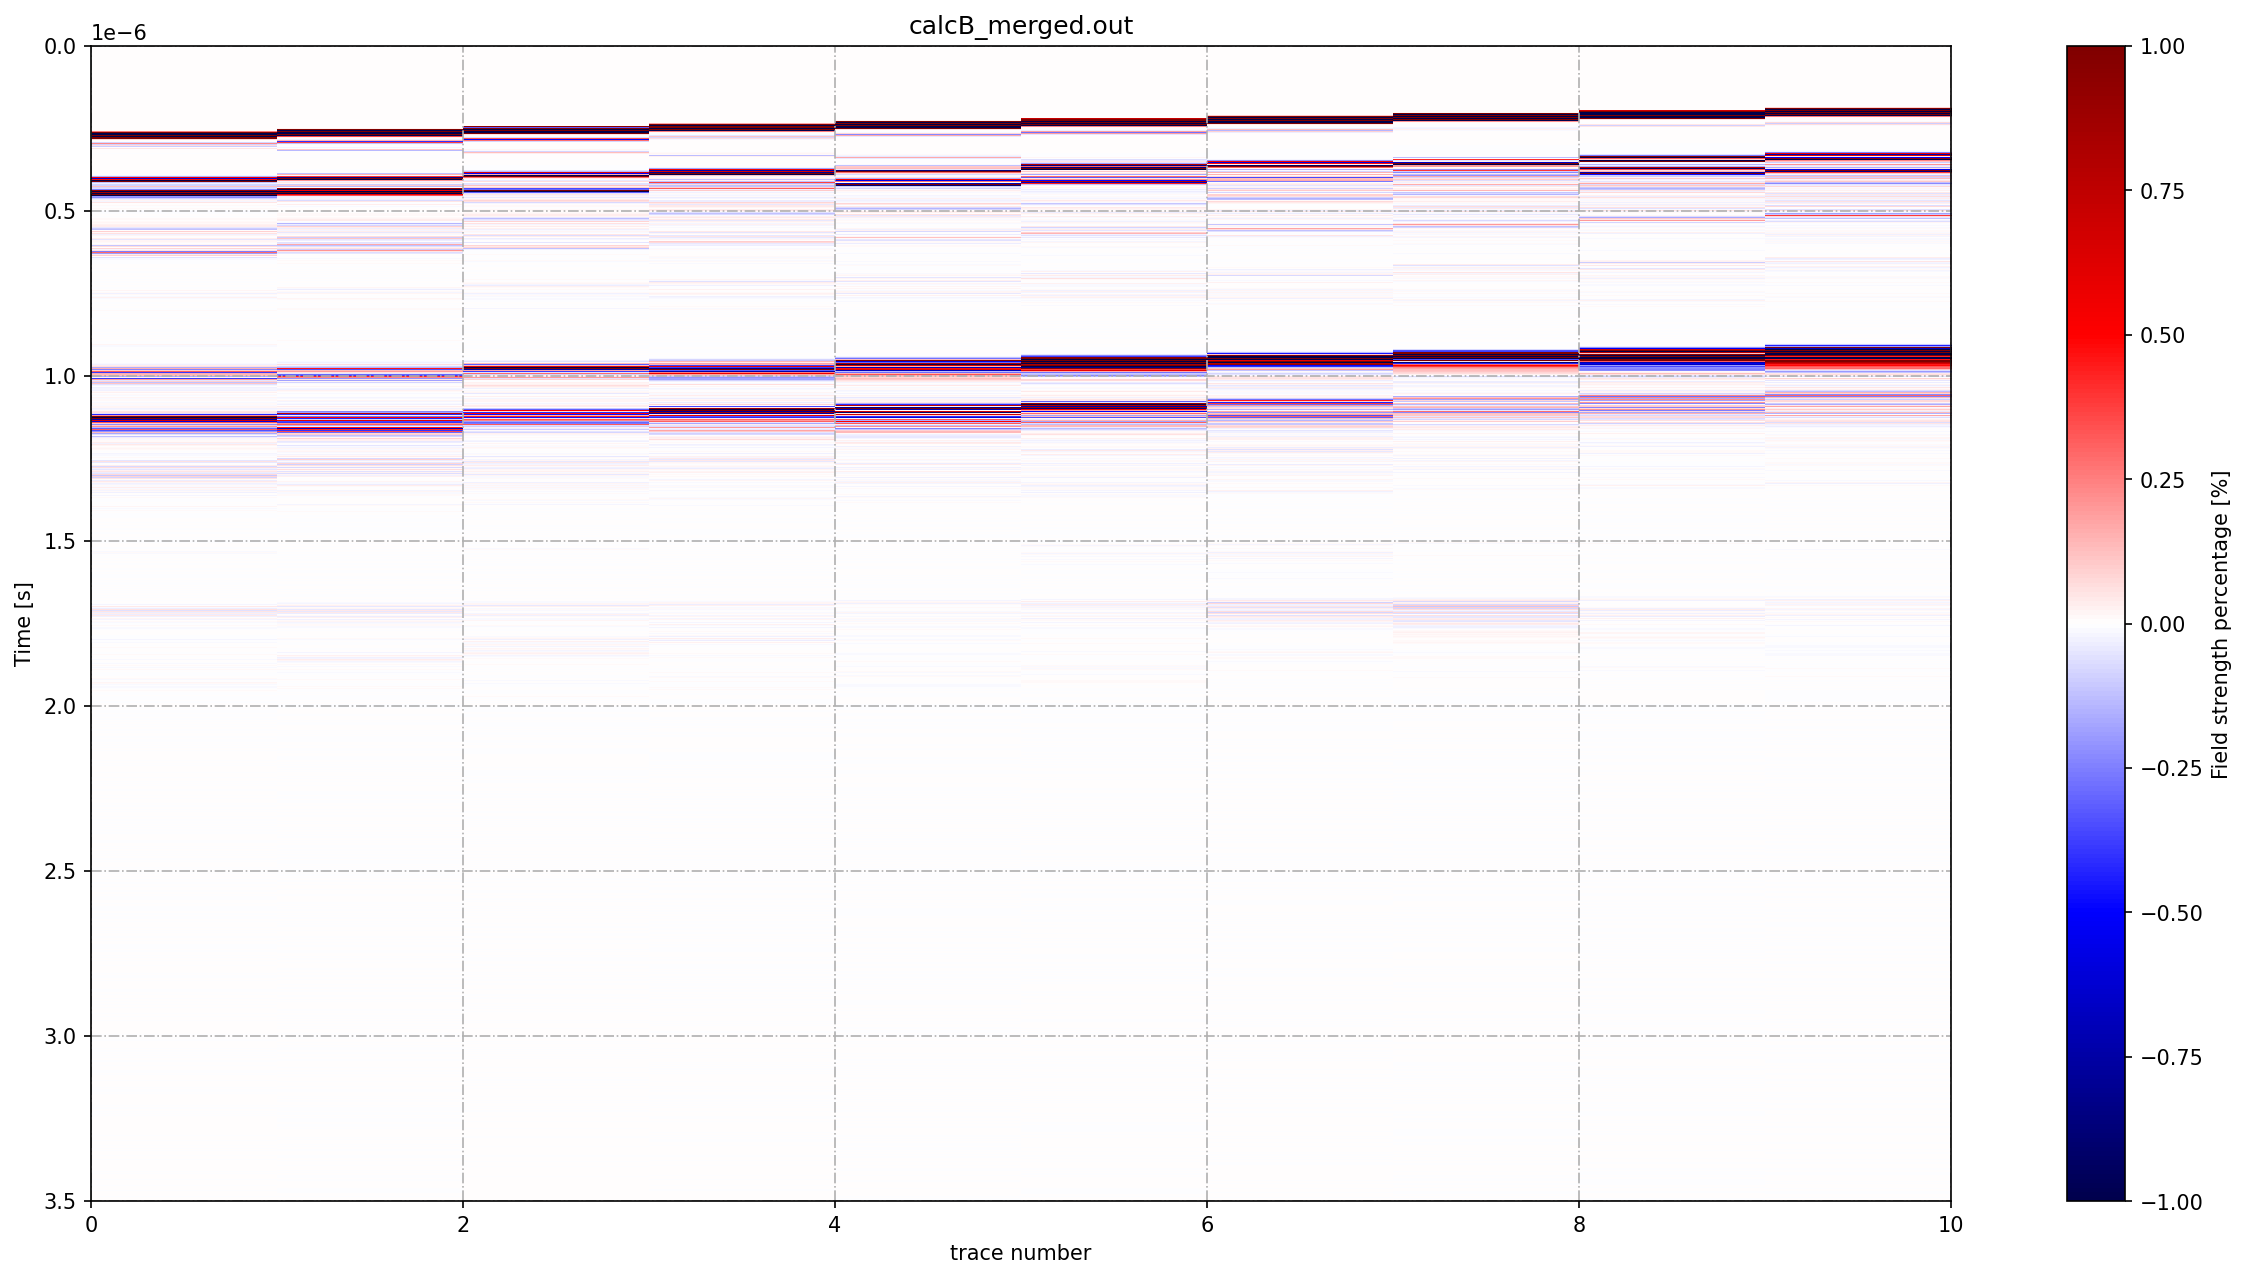 calcB_merged.out
1e−6
0.0
0.5
1.0
1.5
2.0
2.5
3.0
3.5
Time [s]
0 2 4 6 8 10
trace number
1.00
0.75
0.50
0.25
0.00
−0.25
−0.50
−0.75
−1.00
Field strength percentage [%]